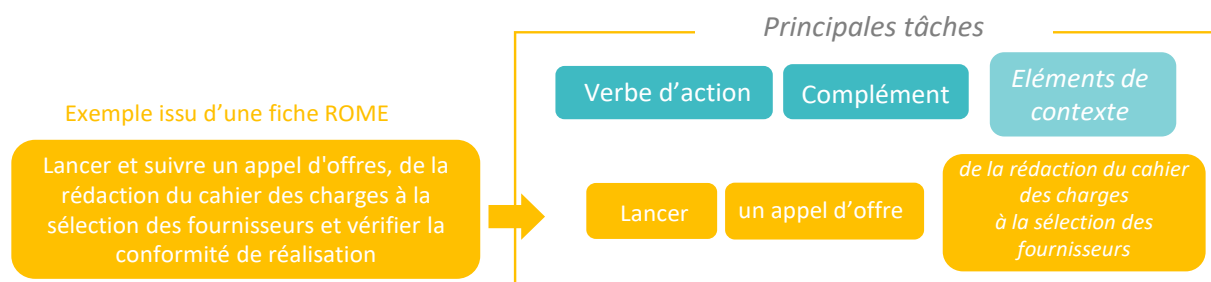 Principales tâches
Verbe d'action
Complément
Eléments de
contexte
Exemple issu d'une fiche ROME
Lancer et suivre un appel d'offres, de la
rédaction du cahier des charges à la
sélection des fournisseurs et vérifier la
conformité de réalisation
Lancer
un appel d'offre
de la rédaction du cahier
des charges
à la sélection des
fournisseurs